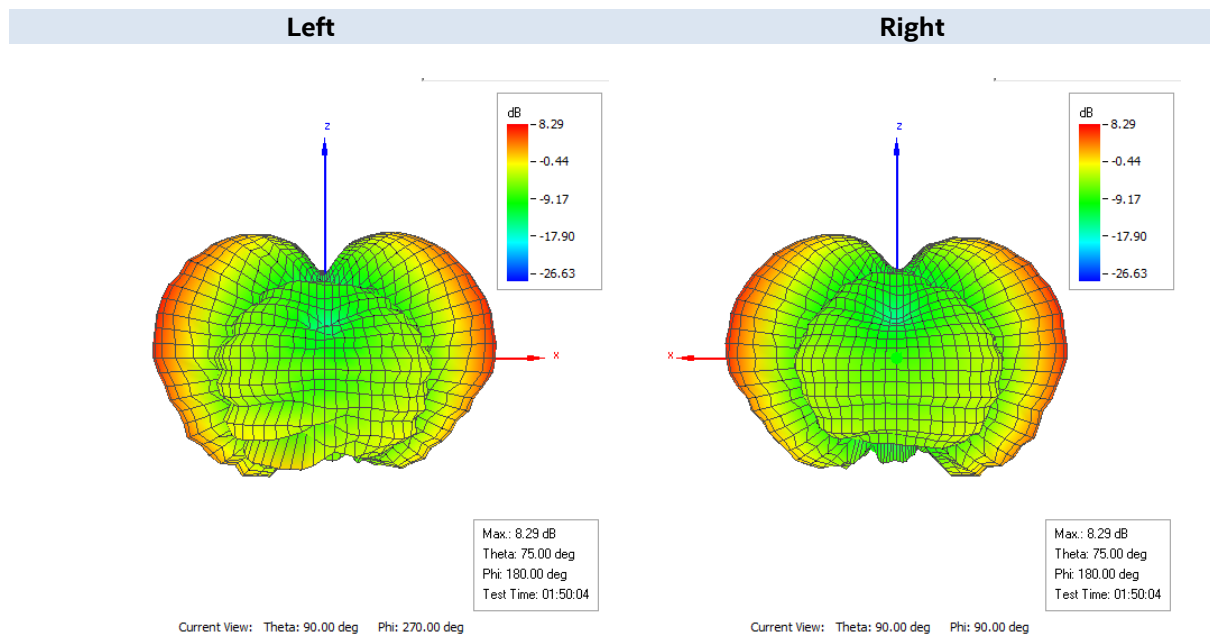 Left
Right
z
dB
8.29
-0.44
-9.17
-17.90
-26.63
x
Max.: 8.29 dB
Theta: 75.00 deg
Phi: 180.00 deg
Test Time: 01:50:04
Current View: Theta: 90.00 deg Phi: 270.00 deg
z
dB
8.29
-0.44
-9.17
-17.90
-26.63
x
Max.: 8.29 dB
Theta: 75.00 deg
Phi: 180.00 deg
Test Time: 01:50:04
Current View: Theta: 90.00 deg Phi: 90.00 deg